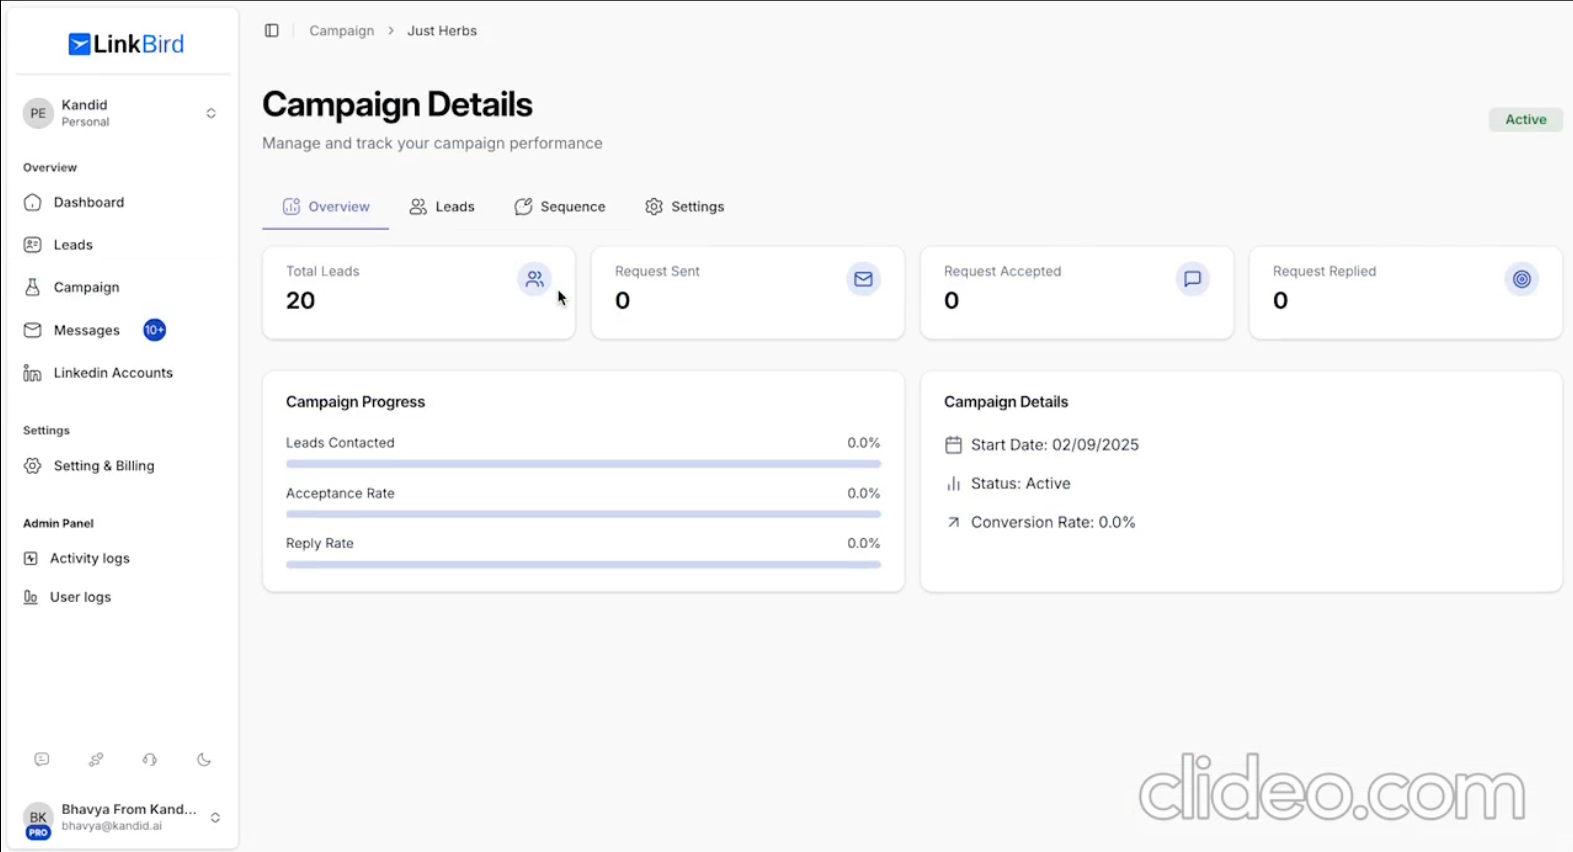 LinkBird
PE
Kandid
Personal
Overview
Dashboard
Leads
Campaign
Messages 10+
Linkedin Accounts
Settings
Setting & Billing
Admin Panel
Activity logs
User logs
BK
PRO
Bhavya From Kand...
bhavya@kandid.ai
Campaign > Just Herbs
Campaign Details
Manage and track your campaign performance
Active
Overview Leads Sequence Settings
Total Leads
20
Request Sent
0
Request Accepted
0
Request Replied
0
Campaign Progress
Leads Contacted 0.0%
Acceptance Rate 0.0%
Reply Rate 0.0%
Campaign Details
Start Date: 02/09/2025
Status: Active
Conversion Rate: 0.0%
clideo.com